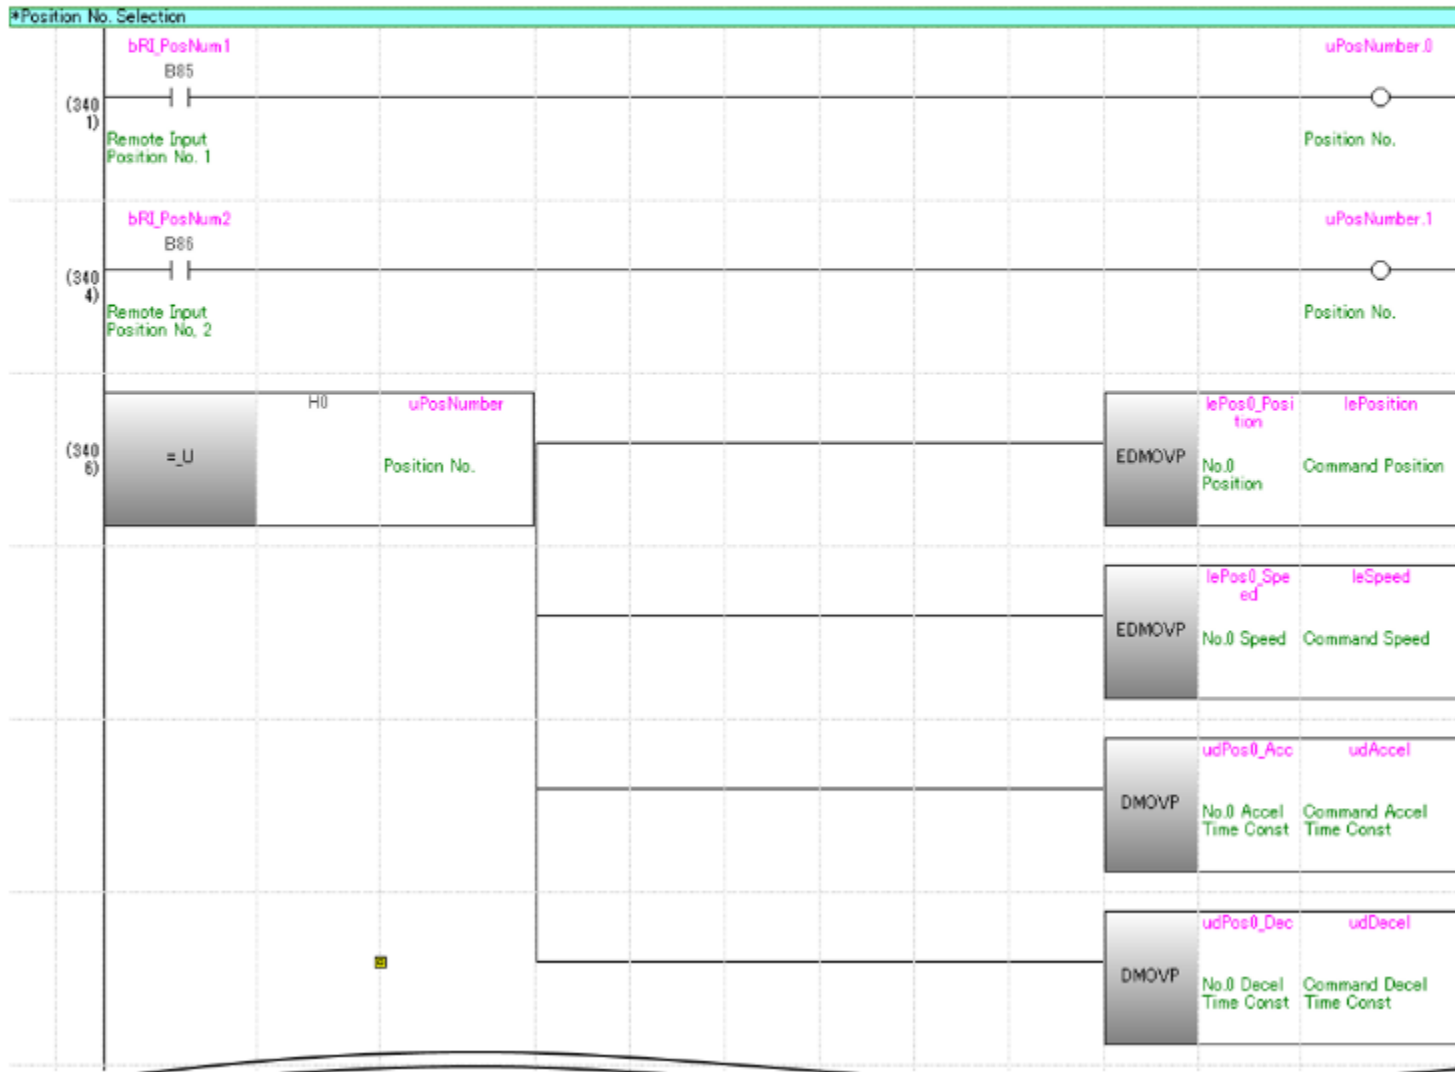 *Position No. Selection
bRI_PosNum1
uPosNumber.0
B85
(340
1)
Remote Input
Position No. 1
Position No.
bRI_PosNum2
uPosNumber.1
B86
(340
4)
Remote Input
Position No. 2
Position No.
(340
6)
=_U
H0
uPosNumber
Position No.
EDMOVP
lePos0_Posi
tion
lePosition
No.0
Position
Command Position
EDMOVP
lePos0_Spe
ed
leSpeed
No.0 Speed
Command Speed
DMOVP
udPos0_Acc
udAccel
No.0 Accel
Time Const
Command Accel
Time Const
DMOVP
udPos0_Dec
udDecel
No.0 Decel
Time Const
Command Decel
Time Const